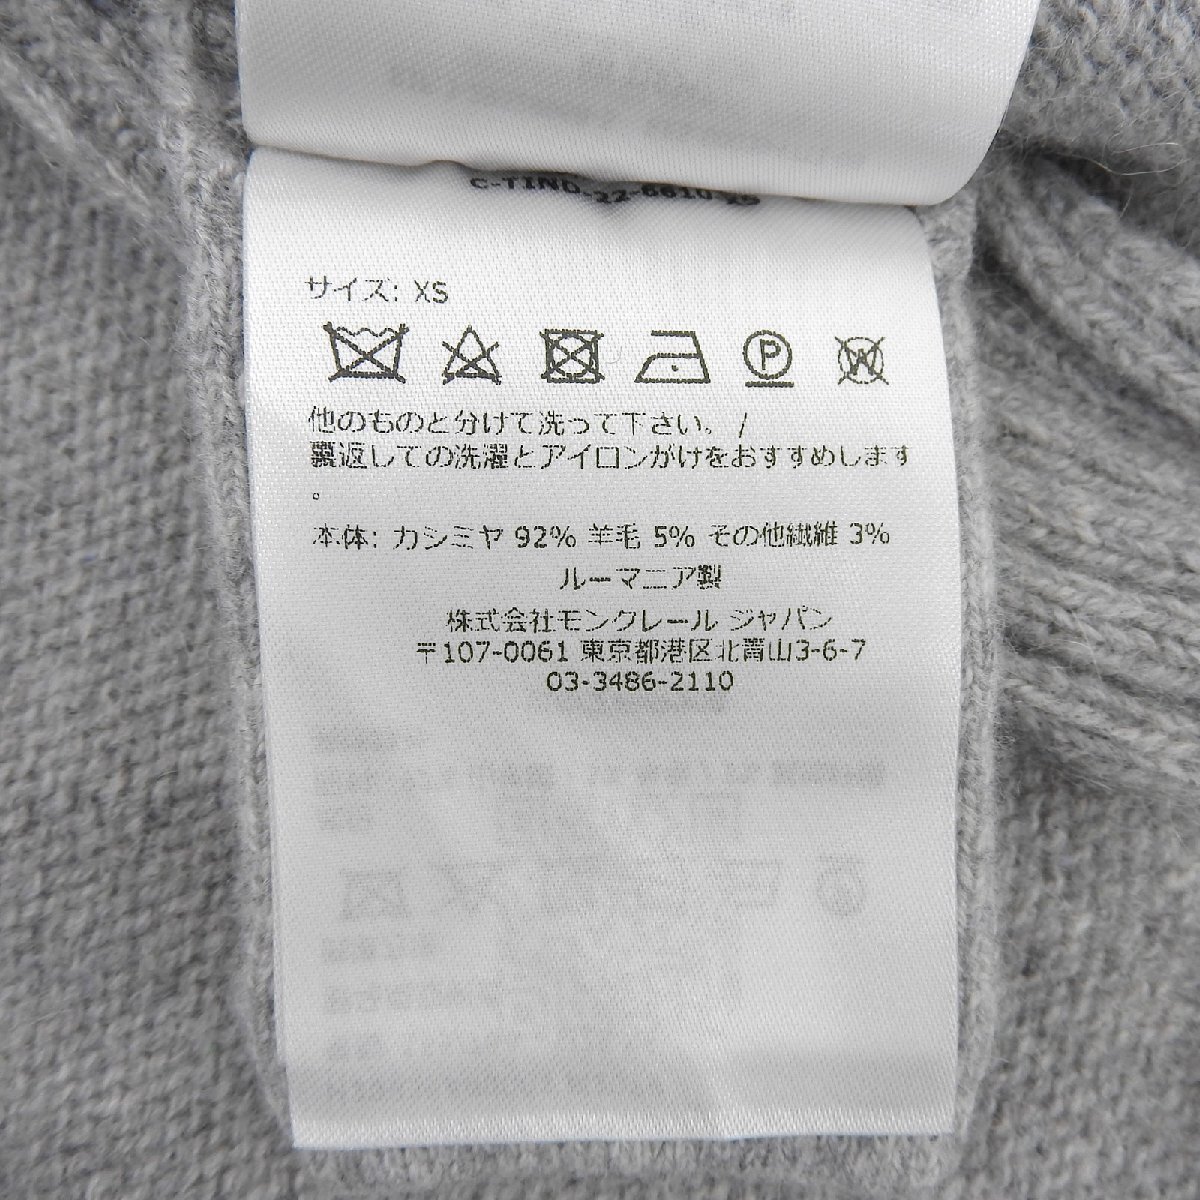 サイズ: XS
他のものと分けて洗って下さい。 /
裏返しての洗濯とアイロンがけをおすすめします
。
本体: カシミヤ 92% 羊毛 5% その他繊維 3%
ルーマニア製
株式会社モンクレール ジャパン
〒107-0061 東京都港区北青山3-6-7
03-3486-2110